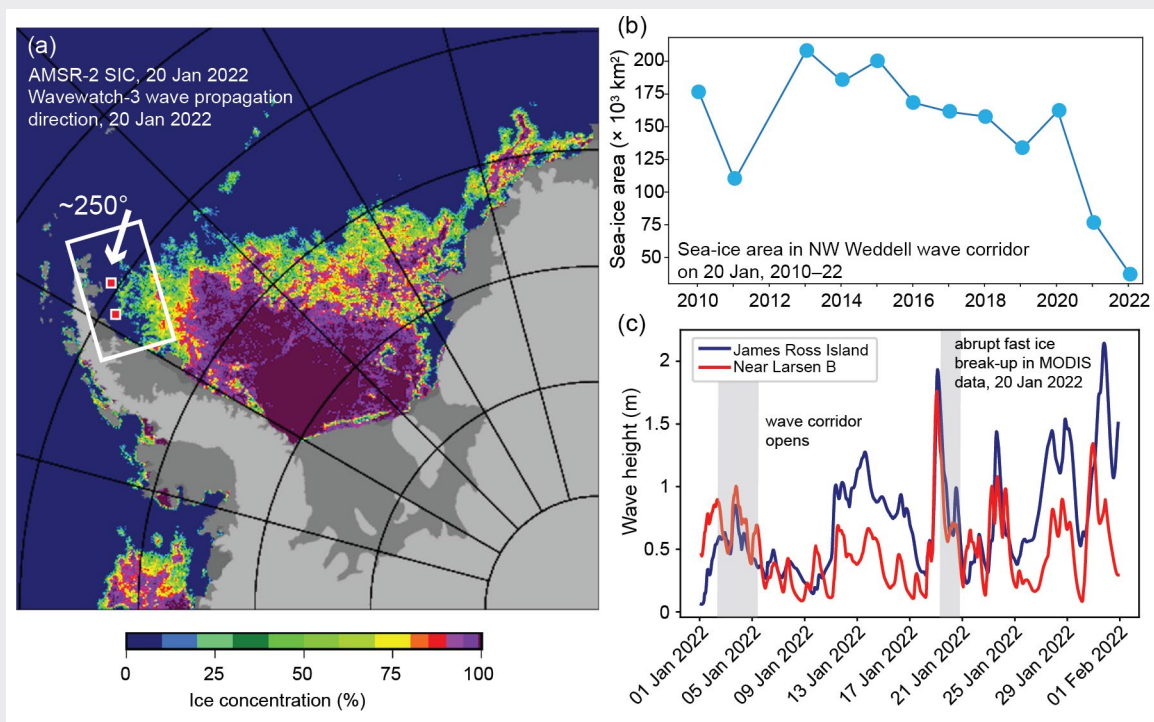 (a)
AMSR-2 SIC, 20 Jan 2022
Wavewatch-3 wave propagation
direction, 20 Jan 2022
~250°
0 25 50 75 100
Ice concentration (%)
(b)
Sea-ice area (× 10³ km²)
200
175
150
125
100
75
50
Sea-ice area in NW Weddell wave corridor
on 20 Jan, 2010–22
2010 2012 2014 2016 2018 2020 2022
(c)
Wave height (m)
2
1.5
1
0.5
0
James Ross Island
Near Larsen B
wave corridor
opens
abrupt fast ice
break-up in MODIS
data, 20 Jan 2022
01 Jan 2022
05 Jan 2022
09 Jan 2022
13 Jan 2022
17 Jan 2022
21 Jan 2022
25 Jan 2022
29 Jan 2022
01 Feb 2022